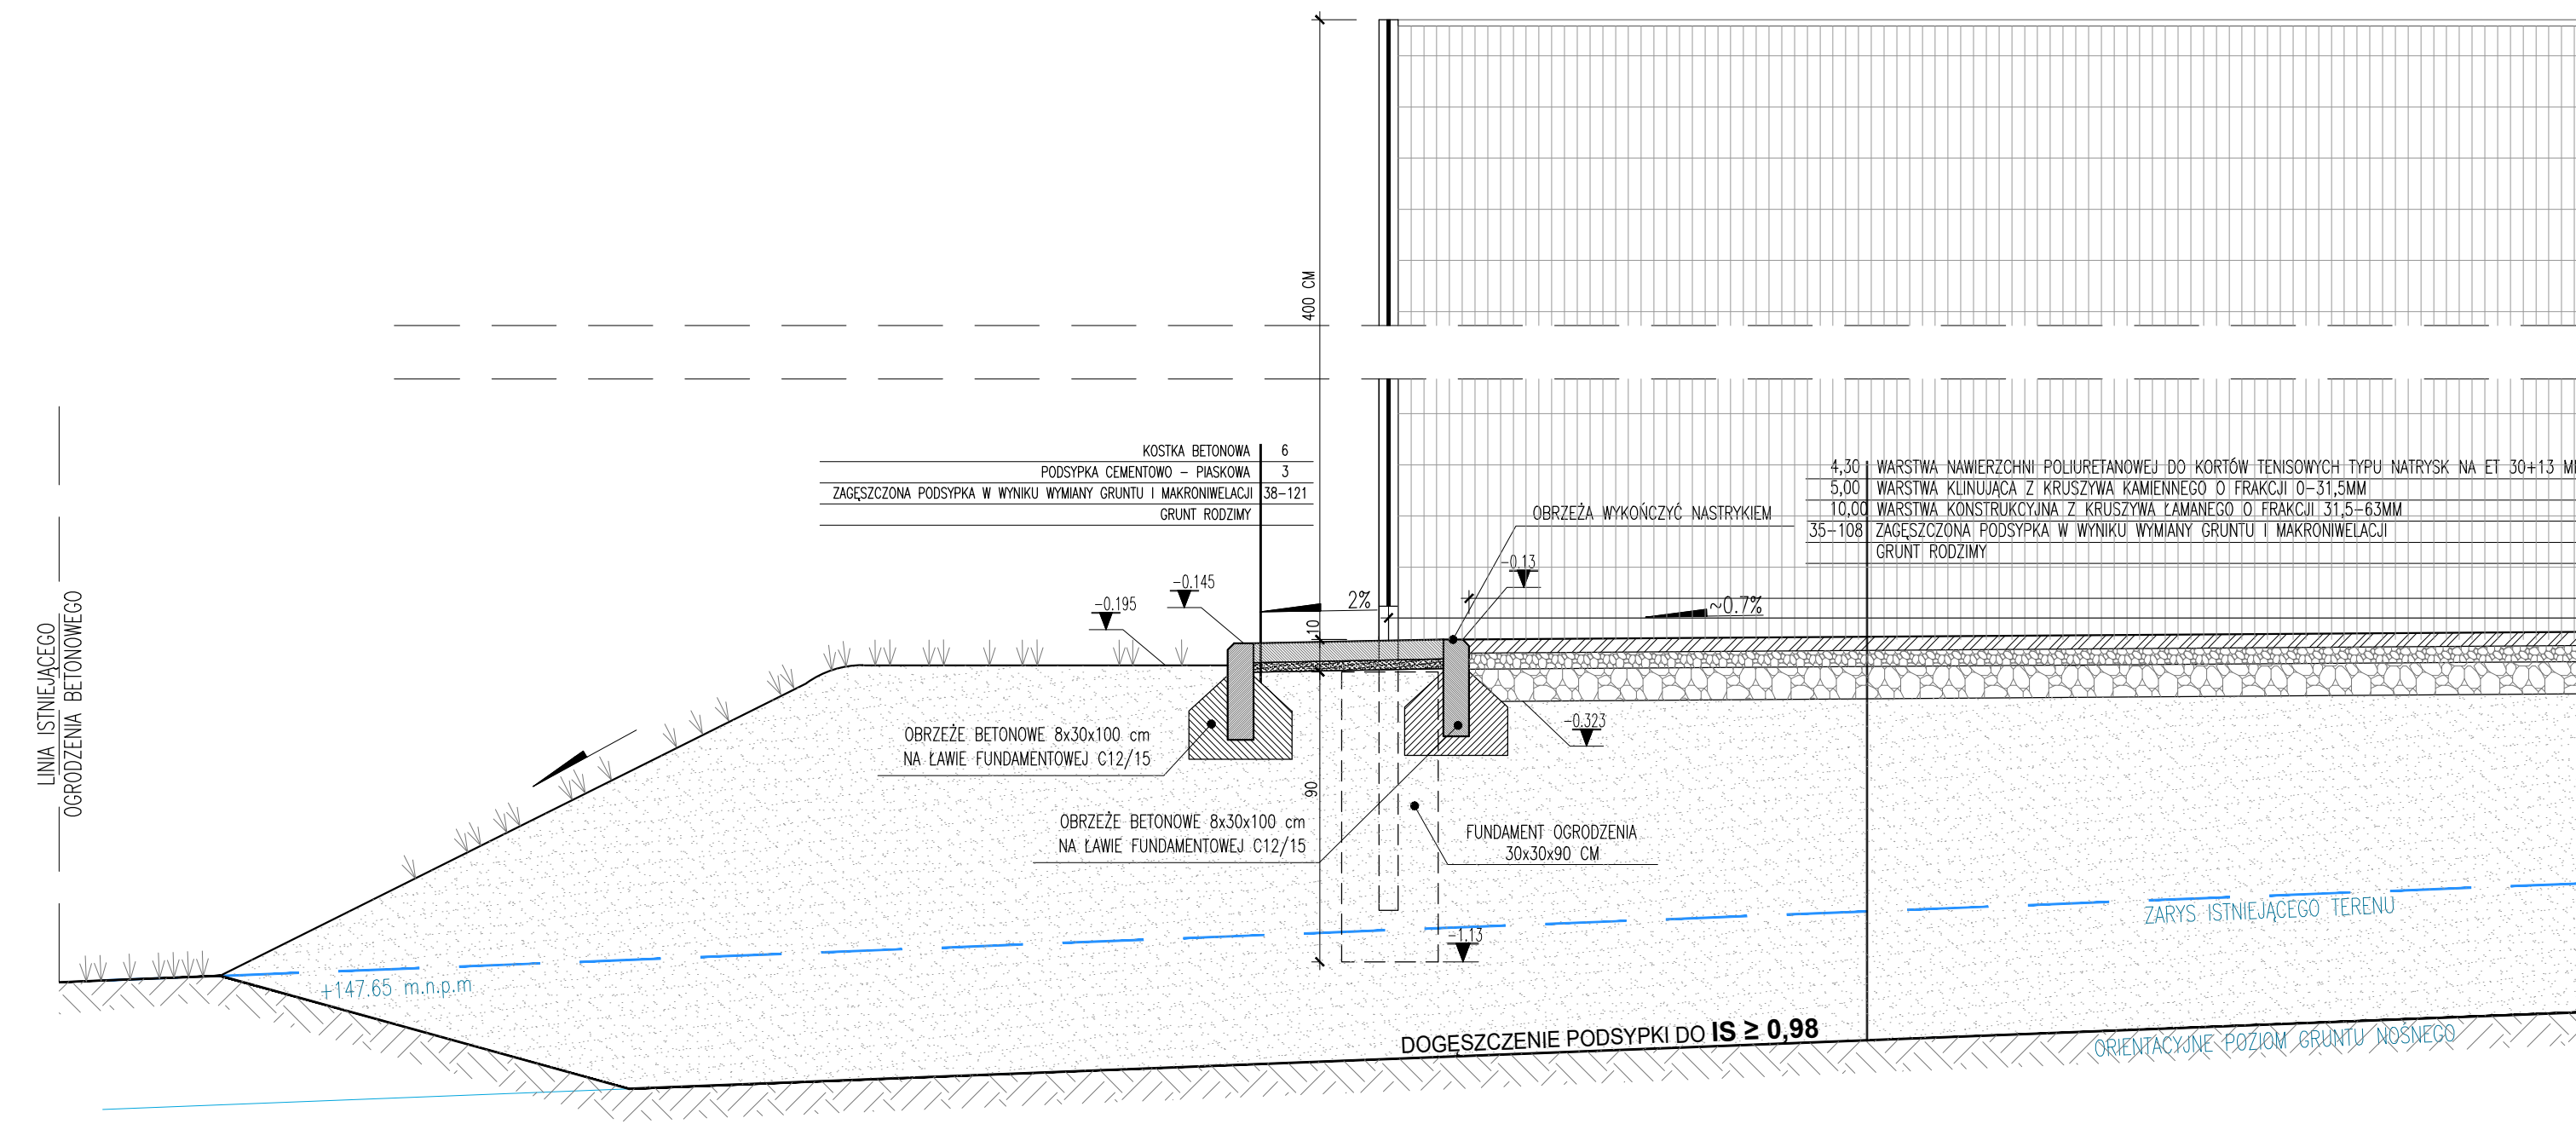 400 CM
KOSTKA BETONOWA 6
PODSYPKA CEMENTOWO – PIASKOWA 3
ZAGĘSZCZONA PODSYPKA W WYNIKU WYMIANY GRUNTU I MAKRONIWELACJI 38–121
GRUNT RODZIMY
4,30 WARSTWA NAWIERZCHNI POLIURETANOWEJ DO KORTÓW TENISOWYCH TYPU NATRYSK NA ET 30+13
5,00 WARSTWA KLINUJĄCA Z KRUSZYWA KAMIENNEGO O FRAKCJI 0–31,5MM
10,00 WARSTWA KONSTRUKCYJNA Z KRUSZYWA ŁAMANEGO O FRAKCJI 31,5–63MM
35–108 ZAGĘSZCZONA PODSYPKA W WYNIKU WYMIANY GRUNTU I MAKRONIWELACJI
GRUNT RODZIMY
OBRZEŻA WYKOŃCZYĆ NASTRYKIEM
-0.13
-0.145
-0.195
2%
~0.7%
10
LINIA ISTNIEJĄCEGO
OGRODZENIA BETONOWEGO
-0.323
OBRZEŻE BETONOWE 8x30x100 cm
NA ŁAWIE FUNDAMENTOWEJ C12/15
90
OBRZEŻE BETONOWE 8x30x100 cm
NA ŁAWIE FUNDAMENTOWEJ C12/15
FUNDAMENT OGRODZENIA
30x30x90 CM
ZARYS ISTNIEJĄCEGO TERENU
-1.13
+147.65 m.n.p.m
DOGĘSZCZENIE PODSYPKI DO IS ≥ 0,98
ORIENTACYJNE POZIOM GRUNTU NOŚNEGO